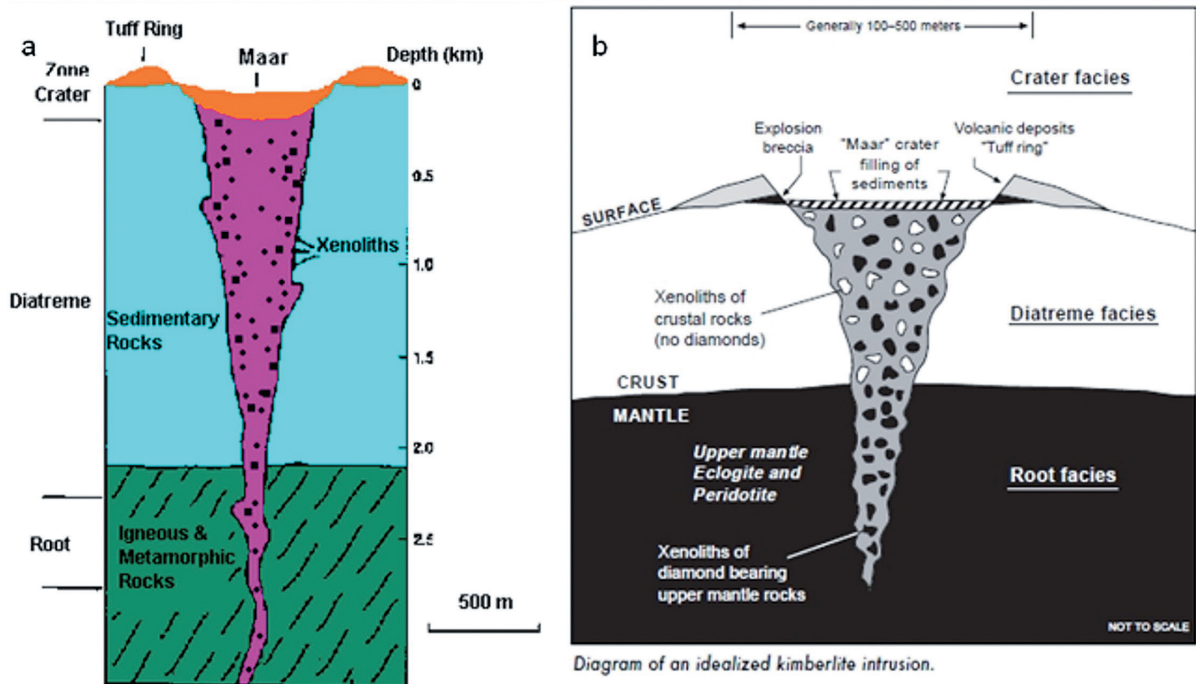 a
Tuff Ring
Maar
Depth (km)
Zone
Crater
0
0.5
Xenoliths
1.0
Diatreme
Sedimentary
Rocks
1.5
2.0
Root
Igneous &
Metamorphic
Rocks
2.5
500 m
b
Generally 100–500 meters
Crater facies
Explosion
breccia
"Maar" crater
filling of
sediments
Volcanic deposits
"Tuff ring"
SURFACE
Xenoliths of
crustal rocks
(no diamonds)
Diatreme facies
CRUST
MANTLE
Upper mantle
Eclogite and
Peridotite
Root facies
Xenoliths of
diamond bearing
upper mantle rocks
NOT TO SCALE
Diagram of an idealized kimberlite intrusion.